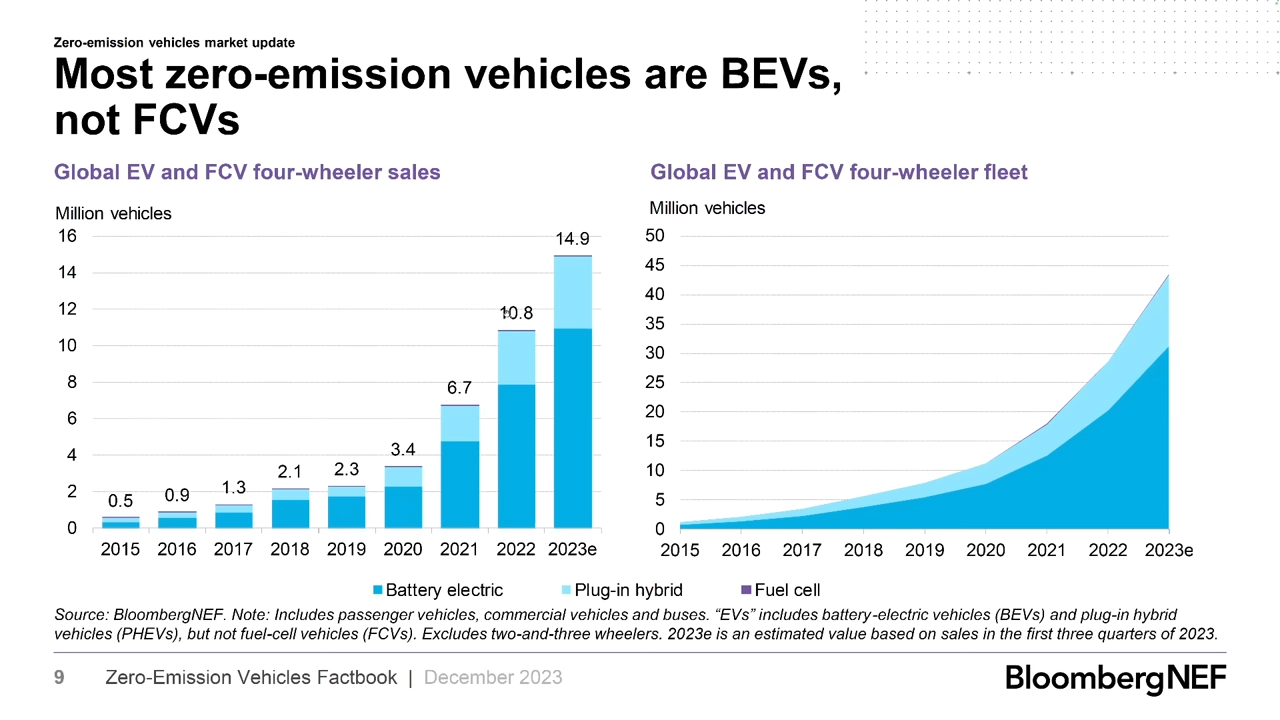 Zero-emission vehicles market update
Most zero-emission vehicles are BEVs,
not FCVs
Global EV and FCV four-wheeler sales
Million vehicles
16
14
12
10
8
6
4
2
0
0.5
0.9
1.3
2.1
2.3
3.4
6.7
10.8
14.9
2015 2016 2017 2018 2019 2020 2021 2022 2023e
Global EV and FCV four-wheeler fleet
Million vehicles
50
45
40
35
30
25
20
15
10
5
0
2015 2016 2017 2018 2019 2020 2021 2022 2023e
Battery electric Plug-in hybrid Fuel cell
Source: BloombergNEF. Note: Includes passenger vehicles, commercial vehicles and buses. “EVs” includes battery-electric vehicles (BEVs) and plug-in hybrid
vehicles (PHEVs), but not fuel-cell vehicles (FCVs). Excludes two-and-three wheelers. 2023e is an estimated value based on sales in the first three quarters of 2023.
9 Zero-Emission Vehicles Factbook | December 2023
BloombergNEF